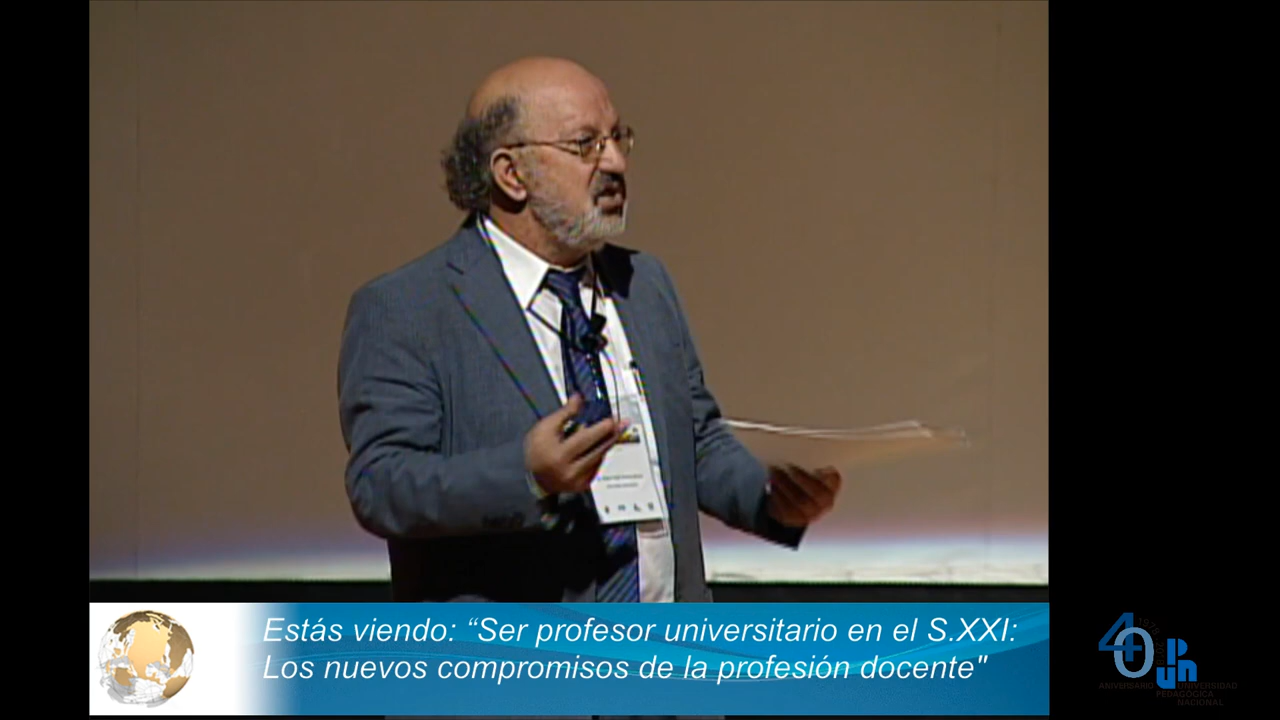 Estás viendo: “Ser profesor universitario en el S.XXI:
Los nuevos compromisos de la profesión docente"
40
ANIVERSARIO
UNIVERSIDAD
PEDAGÓGICA
NACIONAL